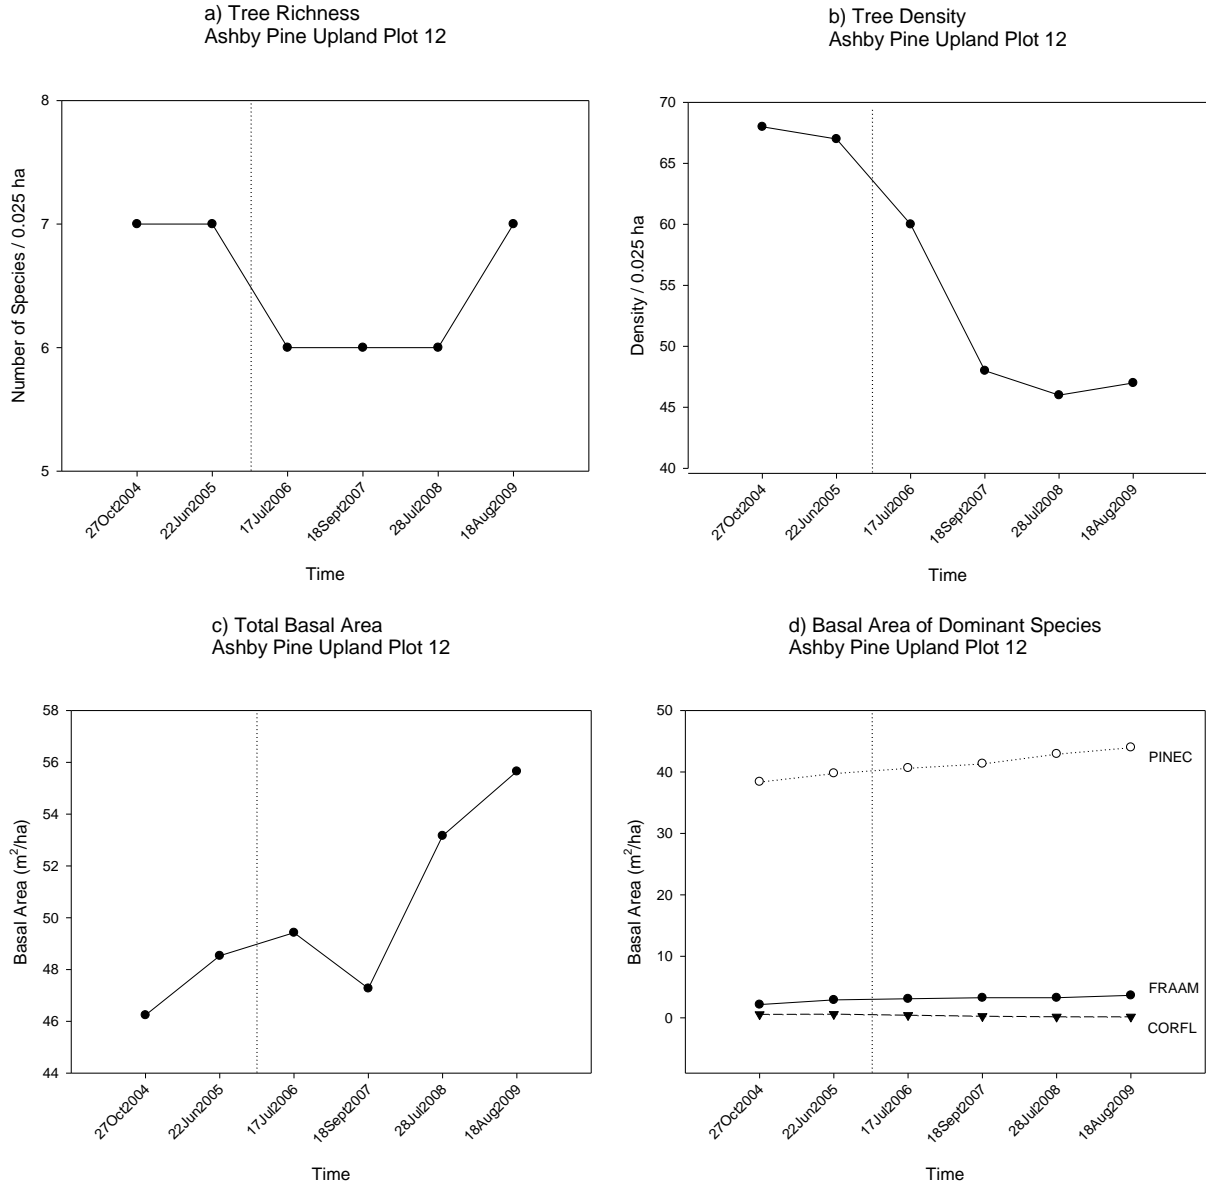 a) Tree Richness
Ashby Pine Upland Plot 12
Number of Species / 0.025 ha
8
7
6
5
27Oct2004
22Jun2005
17Jul2006
18Sept2007
28Jul2008
18Aug2009
Time
b) Tree Density
Ashby Pine Upland Plot 12
Density / 0.025 ha
70
65
60
55
50
45
40
27Oct2004
22Jun2005
17Jul2006
18Sept2007
28Jul2008
18Aug2009
Time
c) Total Basal Area
Ashby Pine Upland Plot 12
Basal Area (m²/ha)
58
56
54
52
50
48
46
44
27Oct2004
22Jun2005
17Jul2006
18Sept2007
28Jul2008
18Aug2009
Time
d) Basal Area of Dominant Species
Ashby Pine Upland Plot 12
Basal Area (m²/ha)
50
40
30
20
10
0
PINEC
FRAAM
CORFL
27Oct2004
22Jun2005
17Jul2006
18Sept2007
28Jul2008
18Aug2009
Time